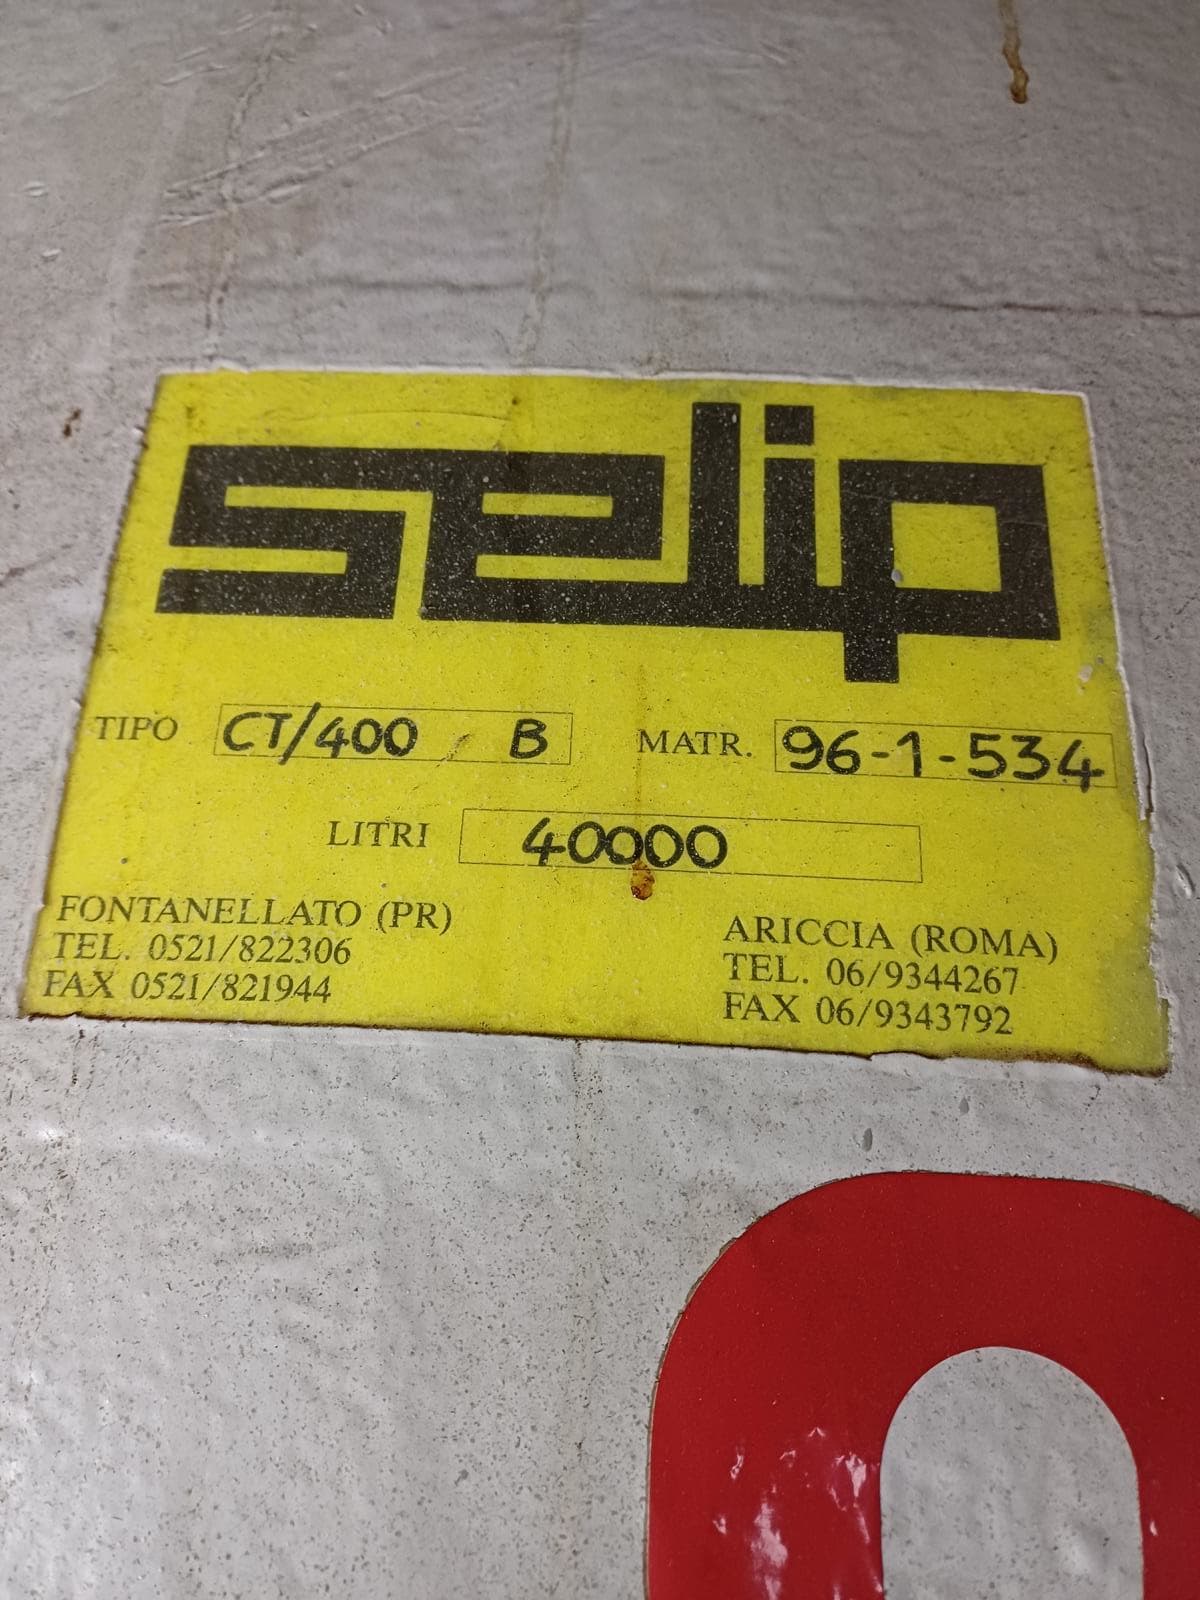 selip
TIPO CT/400 B MATR. 96-1-534
LITRI 40000
FONTANELLATO (PR)
TEL. 0521/822306
FAX 0521/821944
ARICCIA (ROMA)
TEL. 06/9344267
FAX 06/9343792